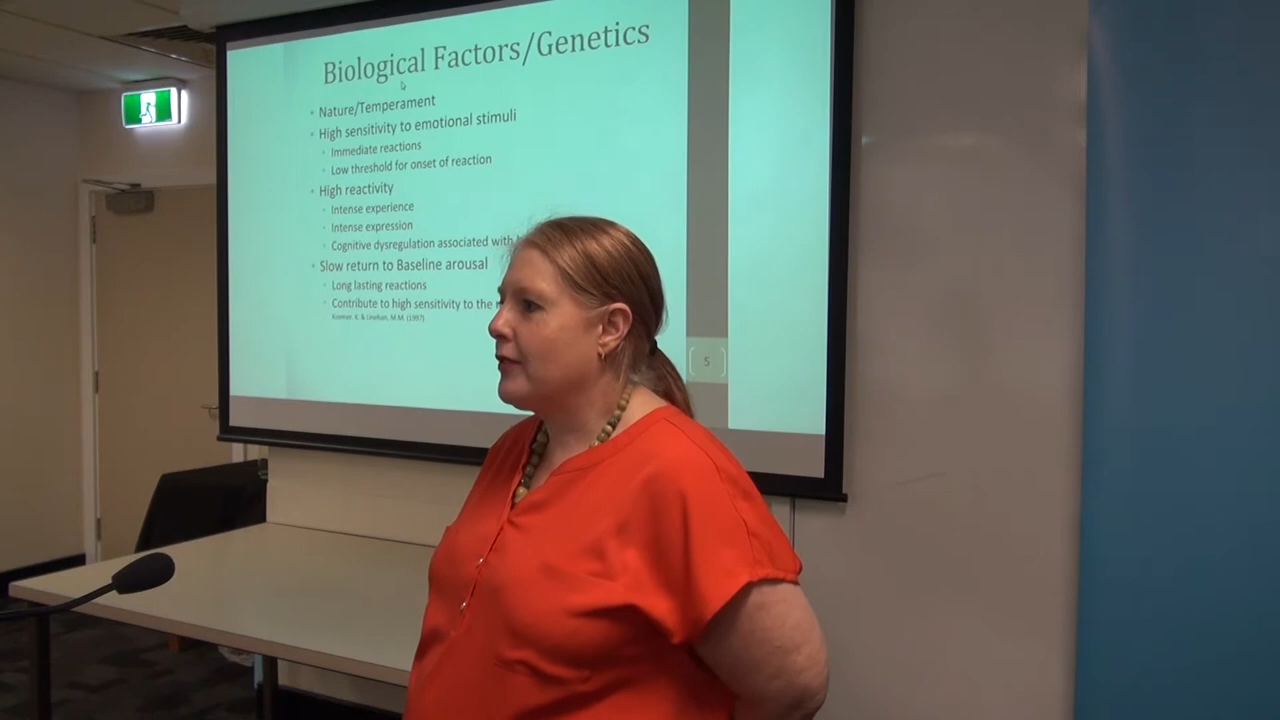 Biological Factors/Genetics
Nature/Temperament
High sensitivity to emotional stimuli
Immediate reactions
Low threshold for onset of reaction
High reactivity
Intense experience
Intense expression
Cognitive dysregulation associated with
Slow return to Baseline arousal
Long lasting reactions
Contribute to high sensitivity to the
& Linehan, M.M. (1997)
5